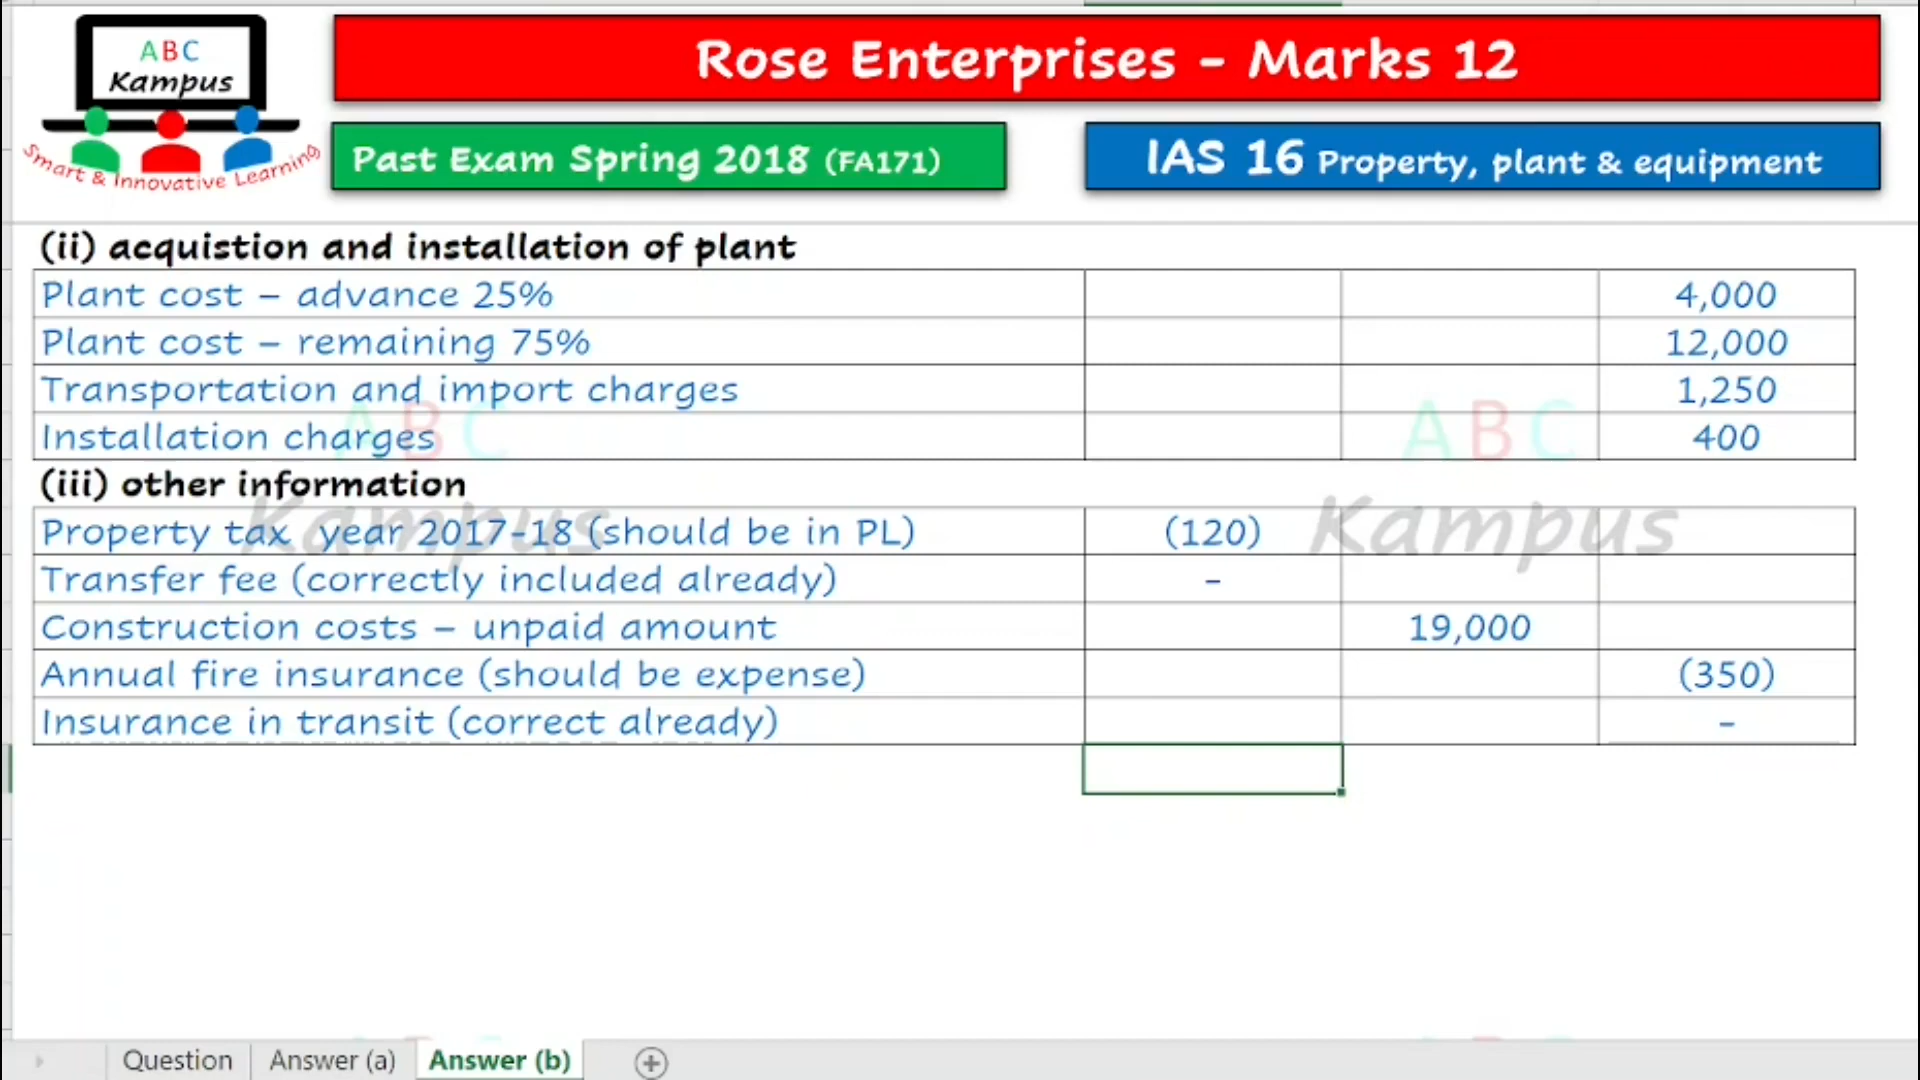 ABC
Kampus
Smart & Innovative Learning
Rose Enterprises - Marks 12
Past Exam Spring 2018 (FA171)
IAS 16 Property, plant & equipment
(ii) acquistion and installation of plant
Plant cost – advance 25% 4,000
Plant cost – remaining 75% 12,000
Transportation and import charges 1,250
Installation charges 400
(iii) other information
Property tax year 2017-18 (should be in PL) (120)
Transfer fee (correctly included already) -
Construction costs – unpaid amount 19,000
Annual fire insurance (should be expense) (350)
Insurance in transit (correct already) -
ABC
Kampus
ABC
Kampus
Question Answer (a) Answer (b)